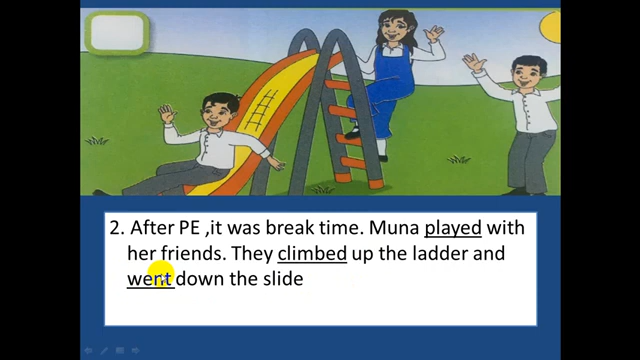 2. After PE ,it was break time. Muna played with
her friends. They climbed up the ladder and
went down the slide